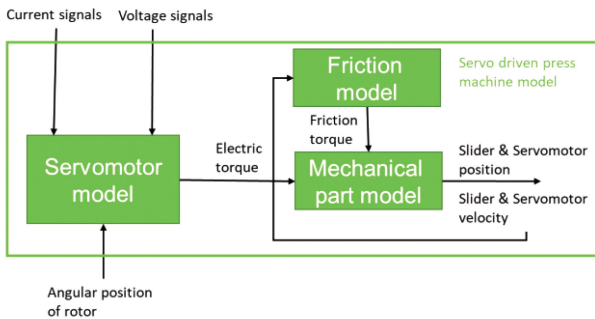 Current signals
Voltage signals
Servo driven press
machine model
Friction
model
Friction
torque
Electric
torque
Servomotor
model
Mechanical
part model
Slider & Servomotor
position
Slider & Servomotor
velocity
Angular position
of rotor